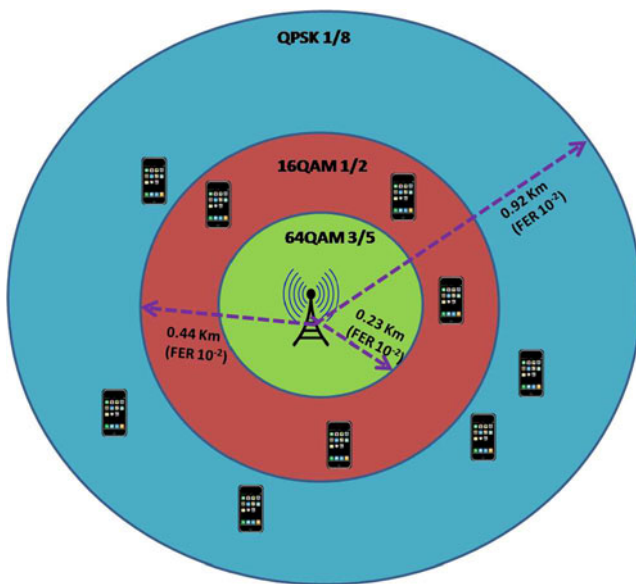 QPSK 1/8
16QAM 1/2
64QAM 3/5
0.92 Km
(FER 10⁻²)
0.23 Km
(FER 10⁻²)
0.44 Km
(FER 10⁻²)